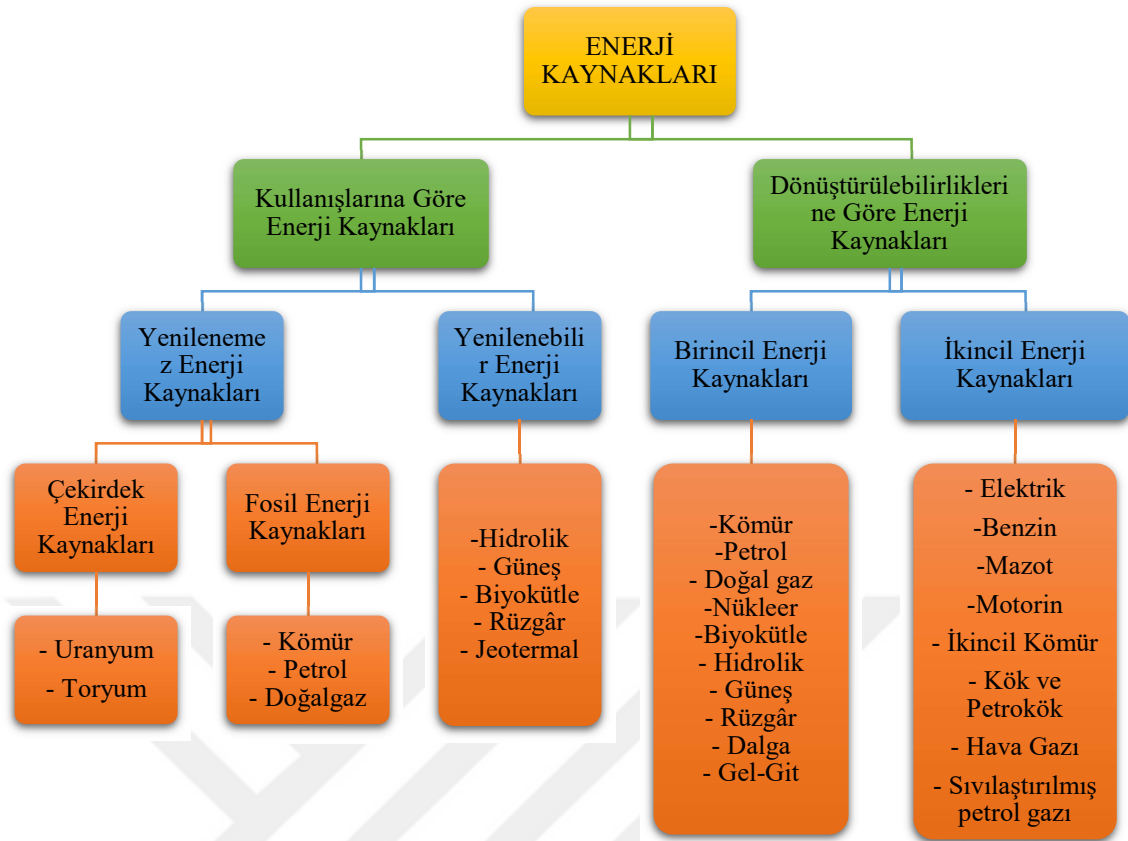 ENERJİ
KAYNAKLARI
Kullanışlarına Göre
Enerji Kaynakları
Dönüştürülebilirlikleri
ne Göre Enerji
Kaynakları
Yenileneme
z Enerji
Kaynakları
Yenilenebili
r Enerji
Kaynakları
Birincil Enerji
Kaynakları
İkincil Enerji
Kaynakları
Çekirdek
Enerji
Kaynakları
Fosil Enerji
Kaynakları
- Uranyum
- Toryum
- Kömür
- Petrol
- Doğalgaz
-Hidrolik
- Güneş
- Biyokütle
- Rüzgâr
- Jeotermal
-Kömür
-Petrol
- Doğal gaz
-Nükleer
-Biyokütle
- Hidrolik
- Güneş
- Rüzgâr
- Dalga
- Gel-Git
- Elektrik
-Benzin
-Mazot
-Motorin
- İkincil Kömür
- Kök ve
Petrokök
- Hava Gazı
- Sıvılaştırılmış
petrol gazı